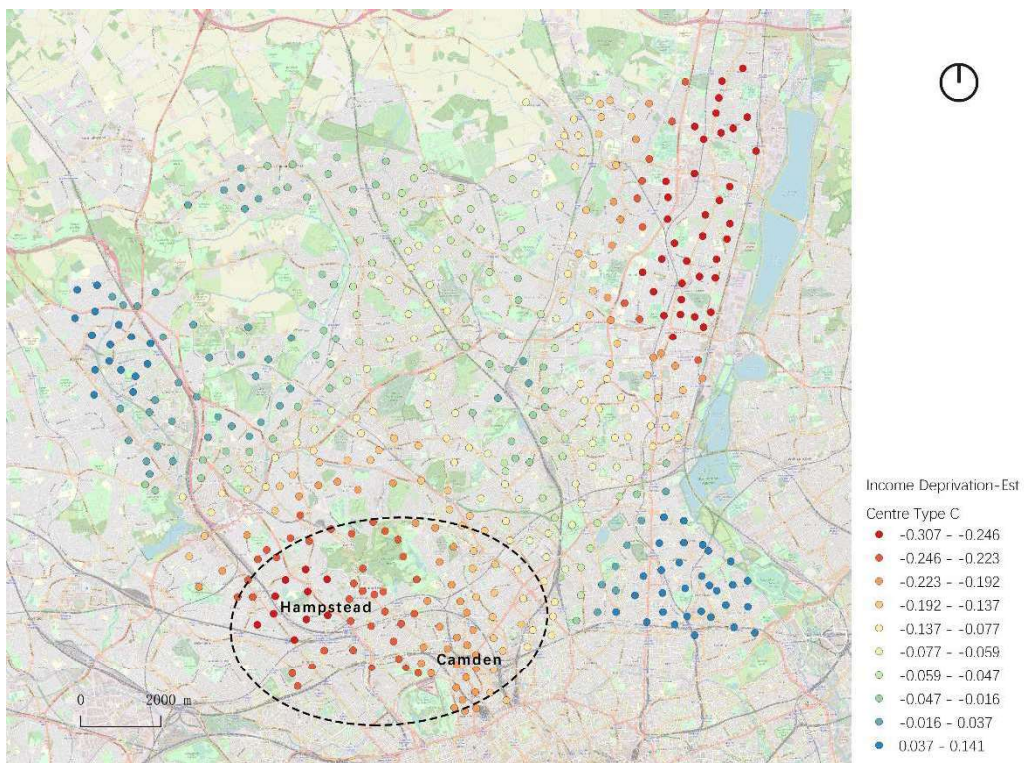 Hampstead
Camden
0 2000 m
Income Deprivation-Est
Centre Type C
-0.307 - -0.246
-0.246 - -0.223
-0.223 - -0.192
-0.192 - -0.137
-0.137 - -0.077
-0.077 - -0.059
-0.059 - -0.047
-0.047 - -0.016
-0.016 - 0.037
0.037 - 0.141